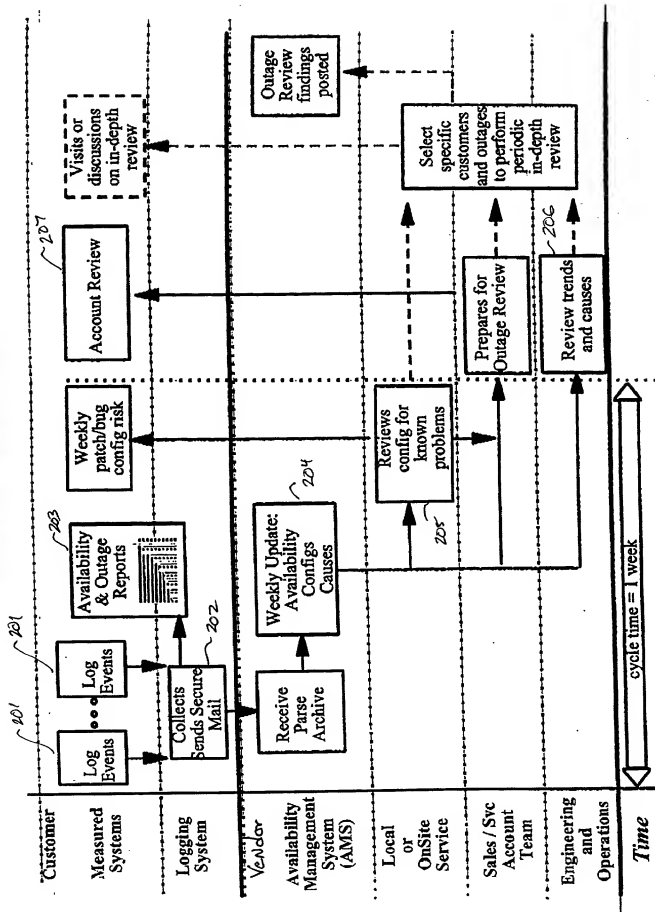 Customer
Measured
Systems
Logging
System
Vendor
Availability
Management
System
(AMS)
Local
or
OnSite
Service
Sales / Svc
Account
Team
Engineering
and
Operations
Time
201
Log
Events
201
Log
Events
202
Collects
Sends Secure
Mail
203
Availability
& Outage
Reports
Weekly
patch/bug
config risk
207
Account Review
Visits or
discussions
on in-depth
review
Receive
Parse
Archive
204
Weekly Update:
Availability
Configs
Causes
Outage
Review
findings
posted
205
Reviews
config for
known
problems
Prepares for
Outage Review
206
Review trends
and causes
Select
specific
customers
and outages
to perform
periodic
in-depth
review
cycle time = 1 week